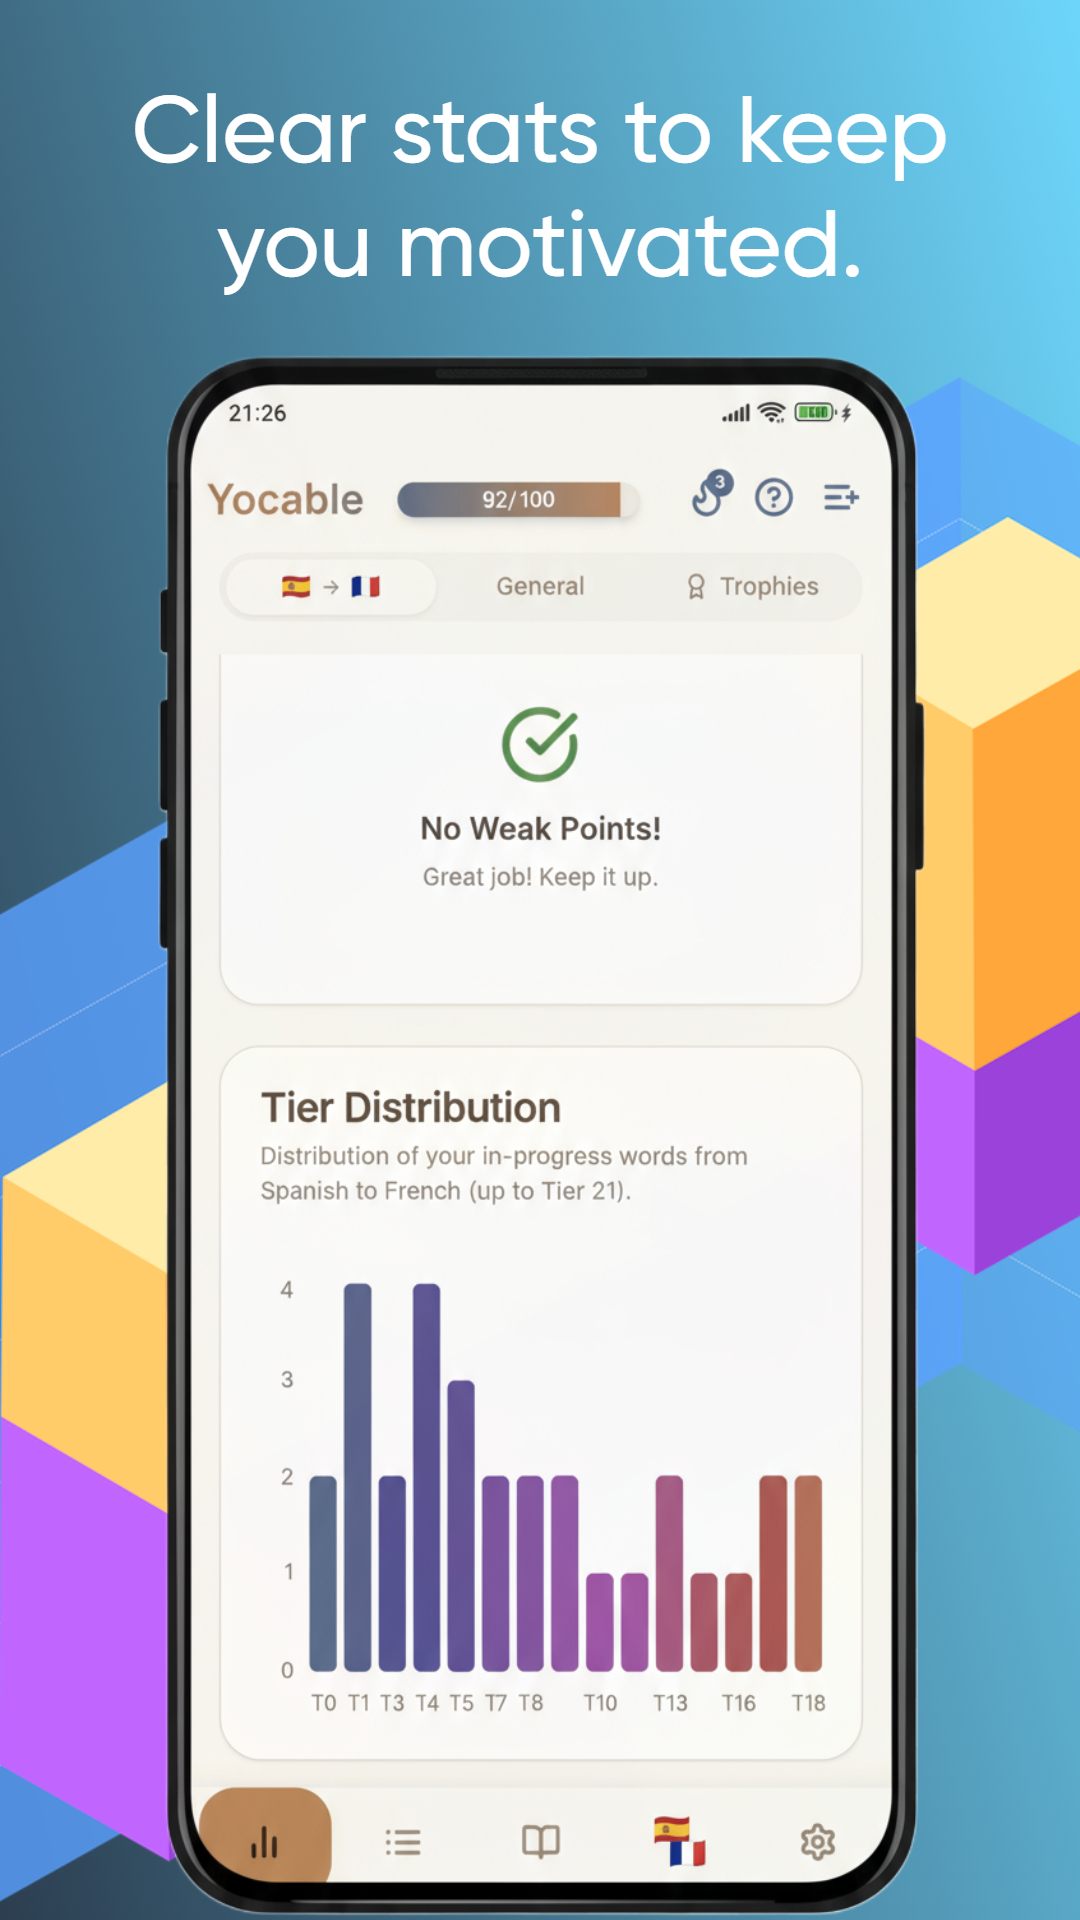 Clear stats to keep
you motivated.
21:26
Yocable
92/100
3
General
Trophies
No Weak Points!
Great job! Keep it up.
Tier Distribution
Distribution of your in-progress words from
Spanish to French (up to Tier 21).
4
3
2
1
0
T0 T1 T3 T4 T5 T7 T8 T10 T13 T16 T18